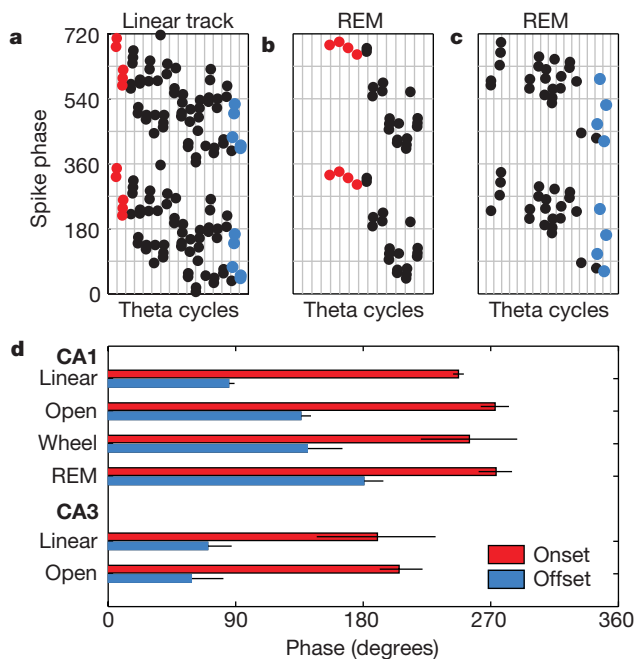 a Linear track
b REM
c REM
720
540
360
180
0
Spike phase
Theta cycles Theta cycles Theta cycles
d
CA1
Linear
Open
Wheel
REM
CA3
Linear
Open
Onset
Offset
0 90 180 270 360
Phase (degrees)